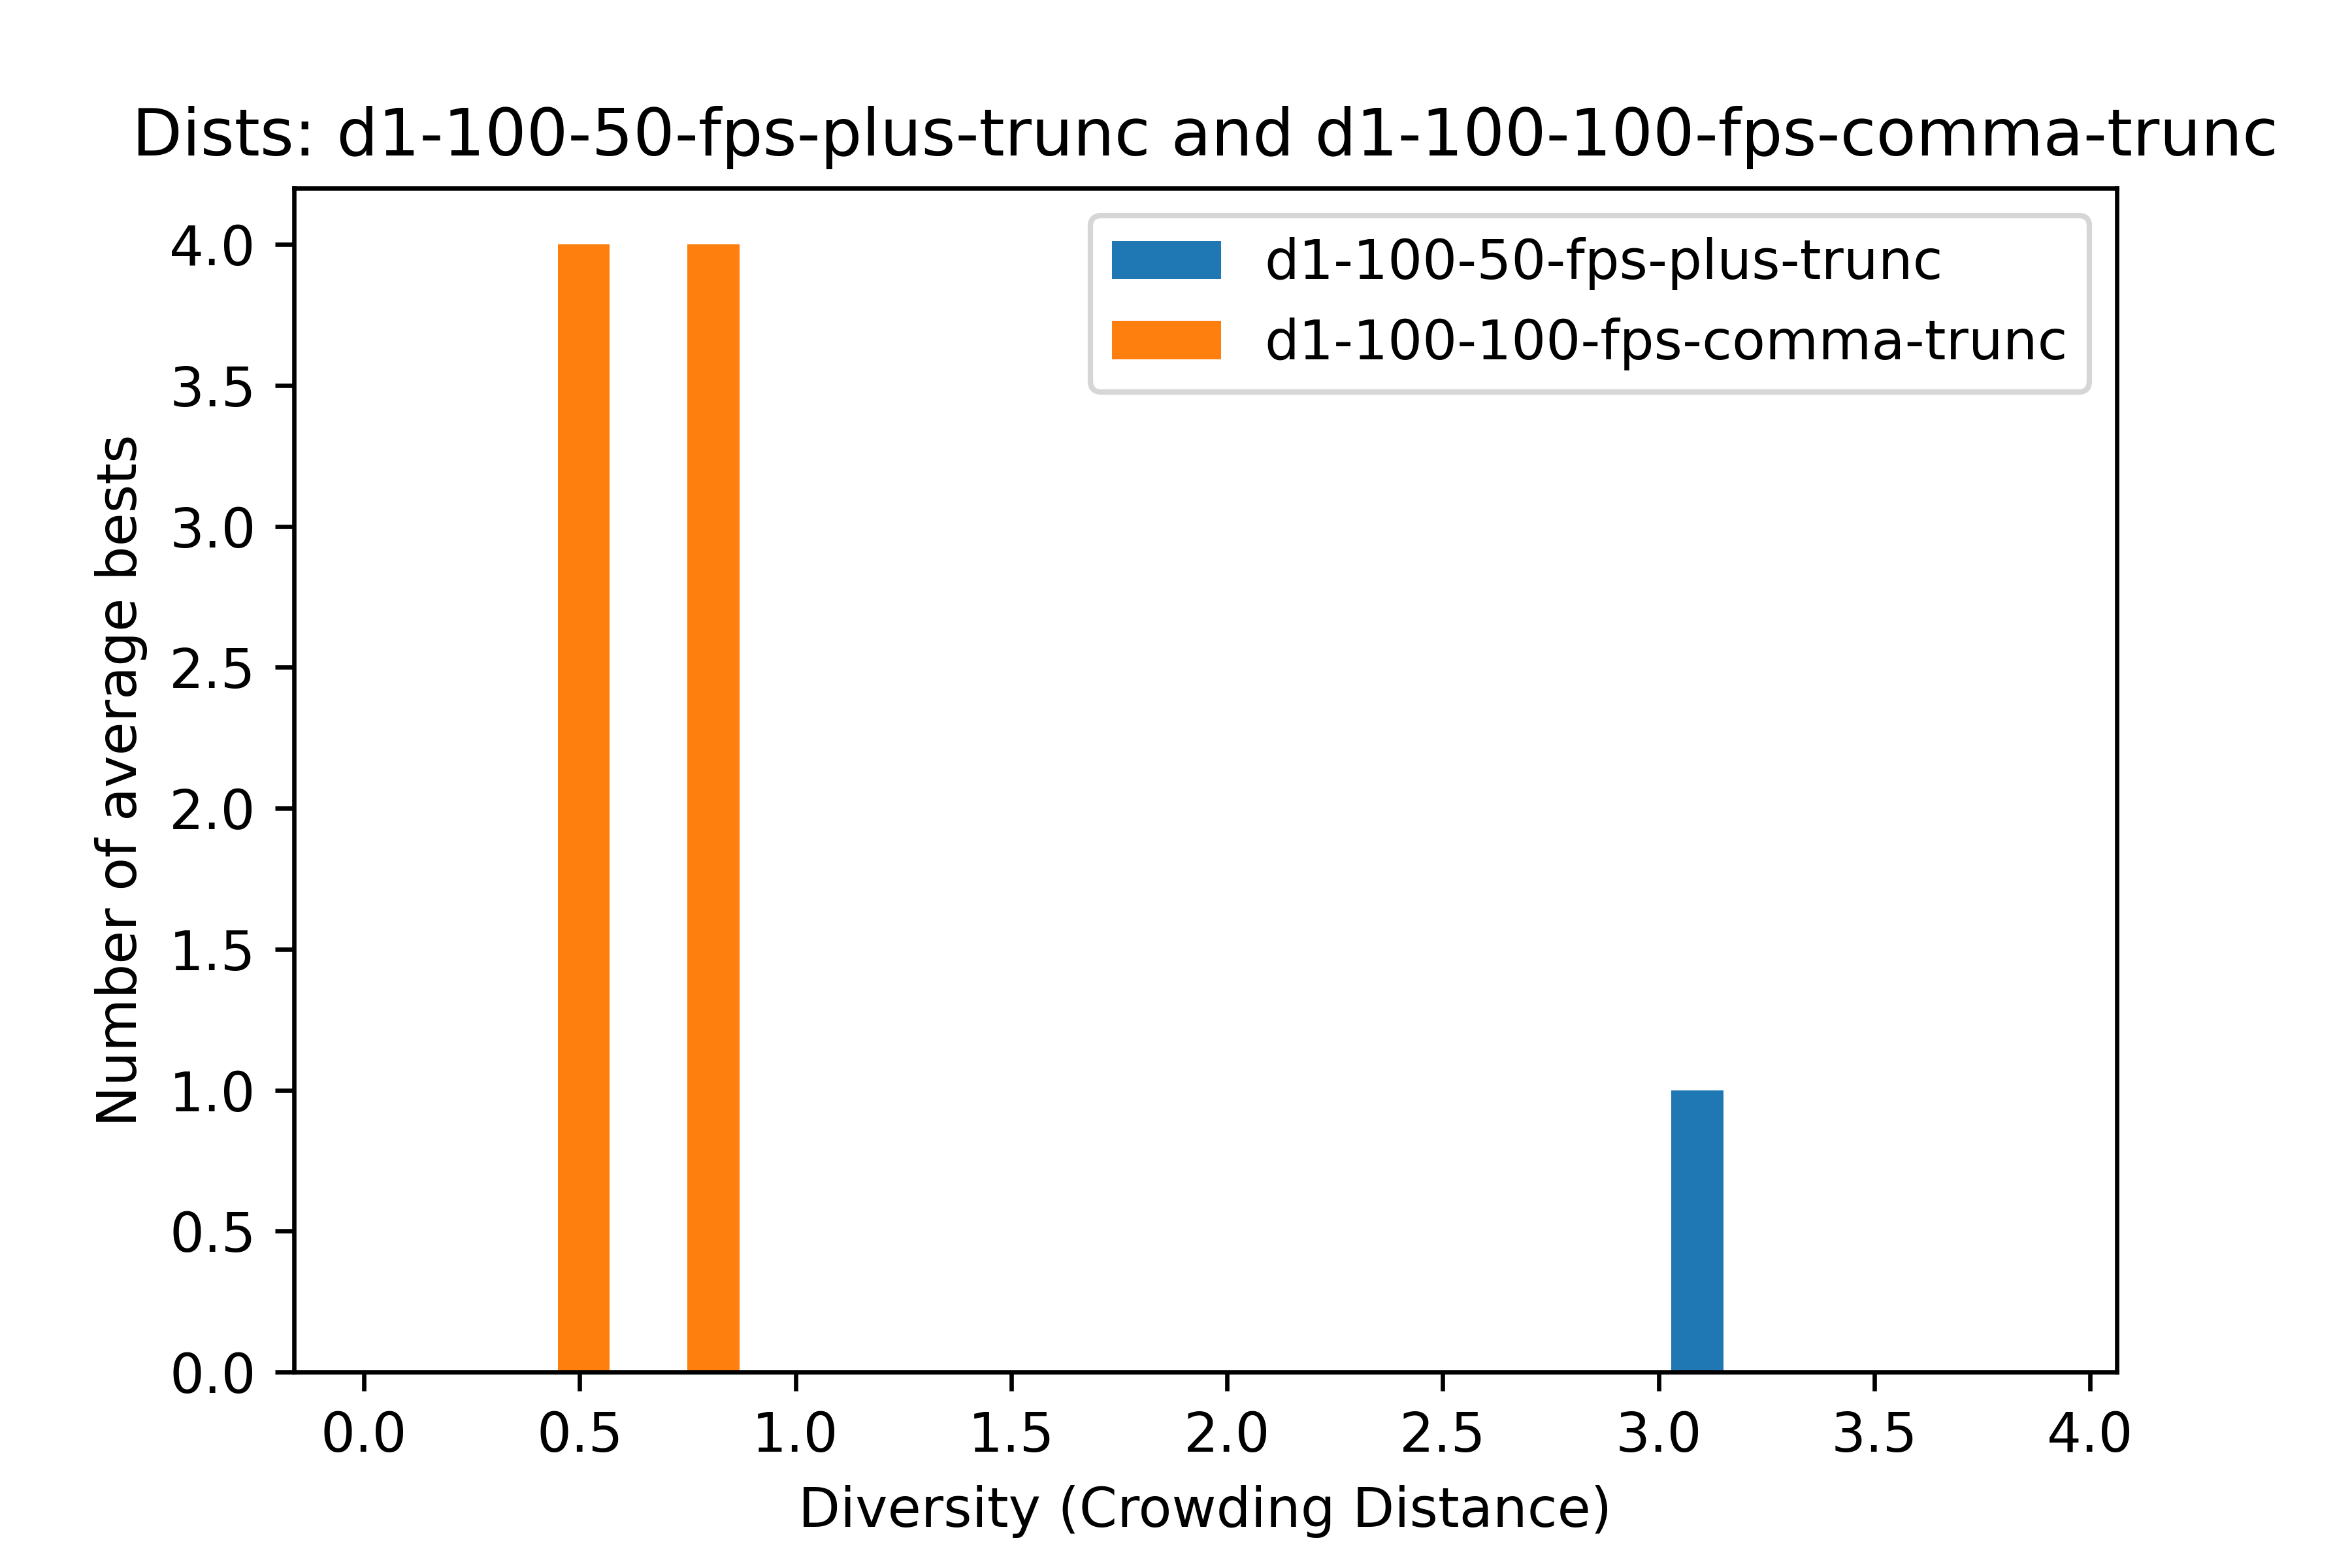 Dists: d1-100-50-fps-plus-trunc and d1-100-100-fps-comma-trunc
d1-100-50-fps-plus-trunc
d1-100-100-fps-comma-trunc
Number of average bests
4.0
3.5
3.0
2.5
2.0
1.5
1.0
0.5
0.0
0.0 0.5 1.0 1.5 2.0 2.5 3.0 3.5 4.0
Diversity (Crowding Distance)